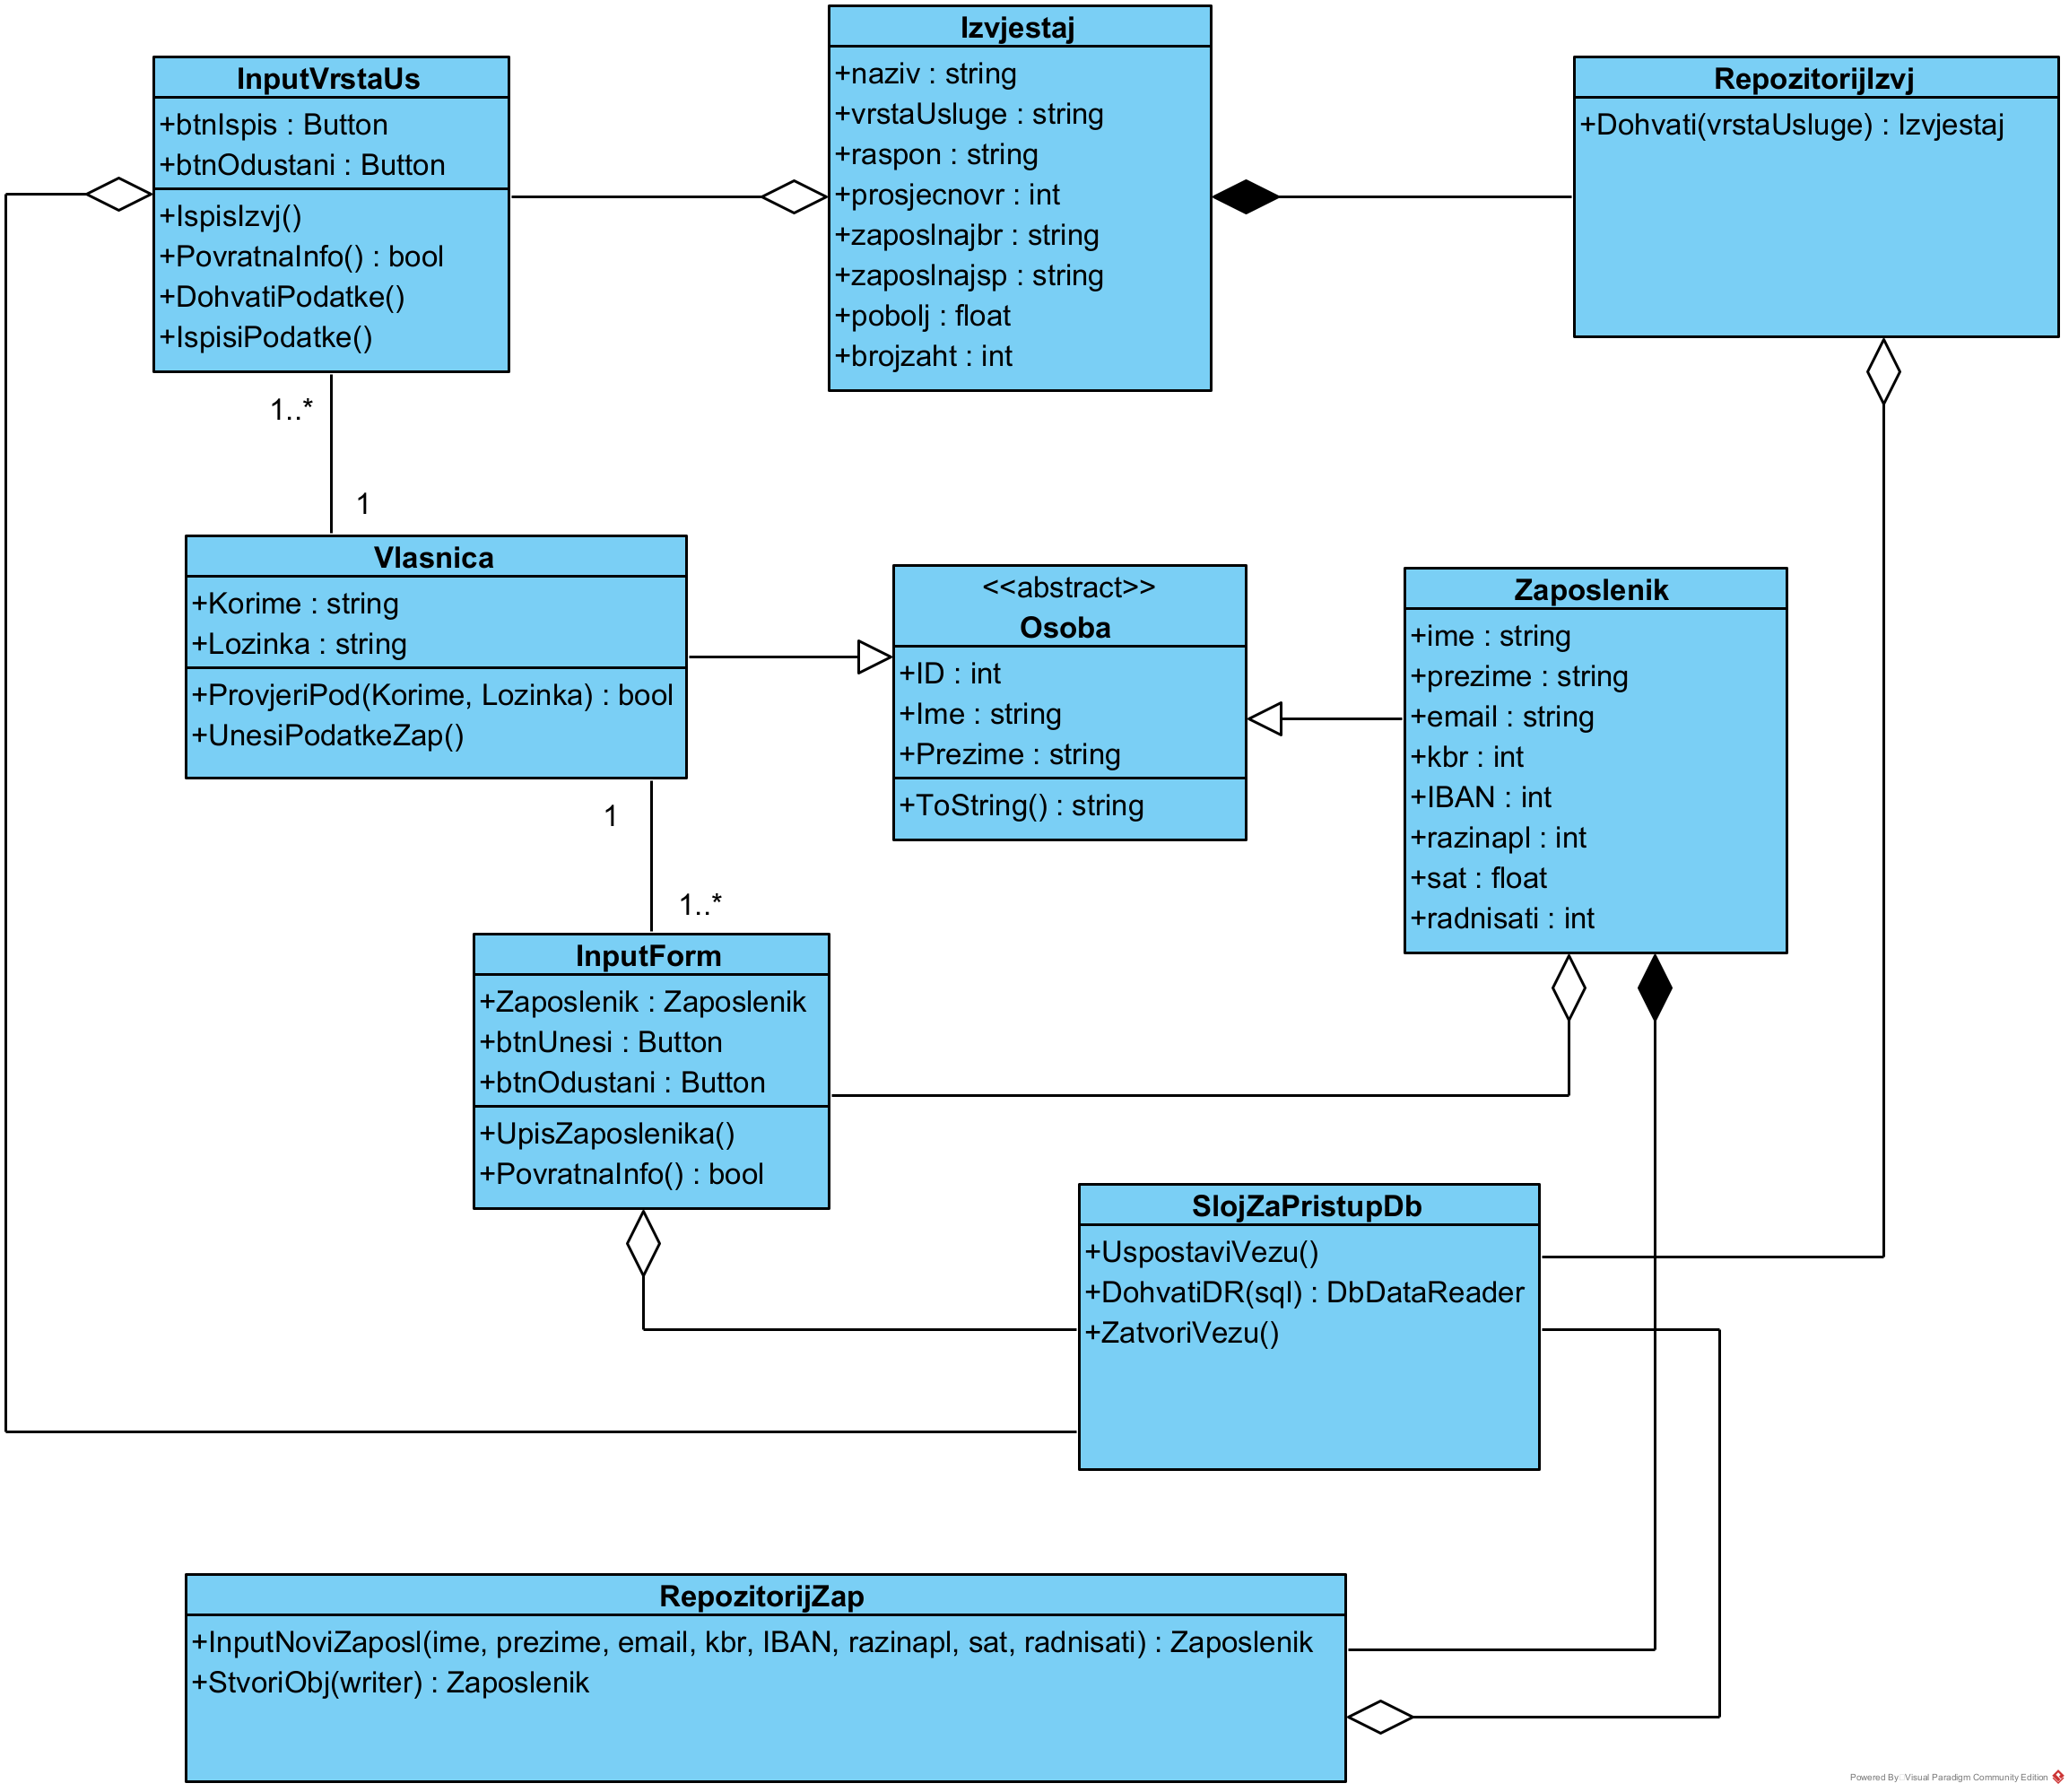 Izvjestaj
+naziv : string
+vrstaUsluge : string
+raspon : string
+prosjecnovr : int
+zaposlnajbr : string
+zaposlnajsp : string
+pobolj : float
+brojzaht : int
InputVrstaUs
+btnIspis : Button
+btnOdustani : Button
+IspisIzvj()
+PovratnaInfo() : bool
+DohvatiPodatke()
+IspisiPodatke()
RepozitorijIzvj
+Dohvati(vrstaUsluge) : Izvjestaj
1..*
1
Vlasnica
+Korime : string
+Lozinka : string
+ProvjeriPod(Korime, Lozinka) : bool
+UnesiPodatkeZap()
<<abstract>>
Osoba
+ID : int
+Ime : string
+Prezime : string
+ToString() : string
Zaposlenik
+ime : string
+prezime : string
+email : string
+kbr : int
+IBAN : int
+razinapl : int
+sat : float
+radnisati : int
1
1..*
InputForm
+Zaposlenik : Zaposlenik
+btnUnesi : Button
+btnOdustani : Button
+UpisZaposlenika()
+PovratnaInfo() : bool
SlojZaPristupDb
+UspostaviVezu()
+DohvatiDR(sql) : DbDataReader
+ZatvoriVezu()
RepozitorijZap
+InputNoviZaposl(ime, prezime, email, kbr, IBAN, razinapl, sat, radnisati) : Zaposlenik
+StvoriObj(writer) : Zaposlenik
Powered By Visual Paradigm Community Edition